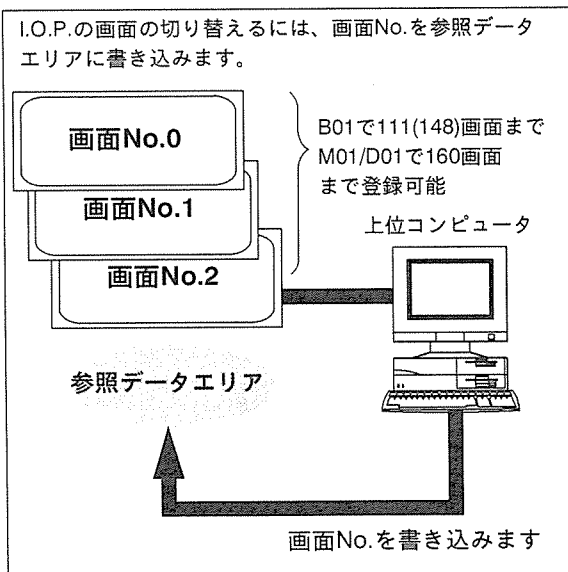 I.O.P.の画面の切り替えるには、画面No.を参照データ
エリアに書き込みます。
画面No.0
画面No.1
画面No.2
B01で111(148)画面まで
M01/D01で160画面
まで登録可能
上位コンピュータ
参照データエリア
画面No.を書き込みます